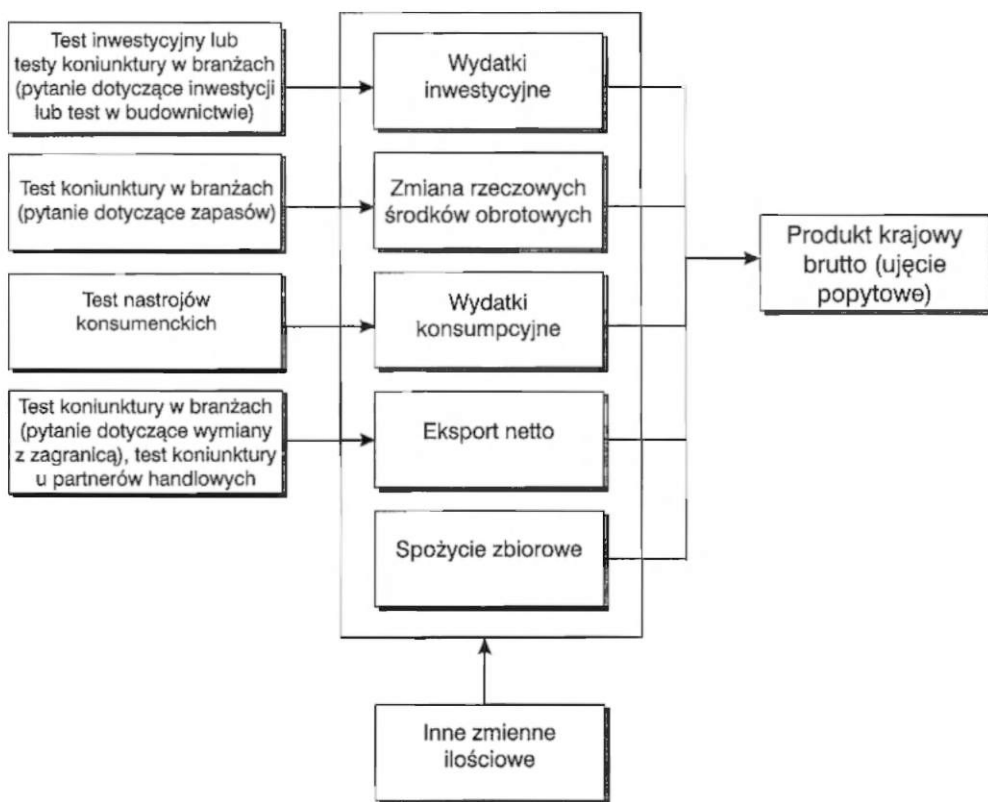 Test inwestycyjny lub
testy koniunktury w branżach
(pytanie dotyczące inwestycji
lub test w budownictwie)
Wydatki
inwestycyjne
Test koniunktury w branżach
(pytanie dotyczące zapasów)
Zmiana rzeczowych
środków obrotowych
Produkt krajowy
brutto (ujęcie
popytowe)
Test nastrojów
konsumenckich
Wydatki
konsumpcyjne
Test koniunktury w branżach
(pytanie dotyczące wymiany
z zagranicą), test koniunktury
u partnerów handlowych
Eksport netto
Spożycie zbiorowe
Inne zmienne
ilościowe